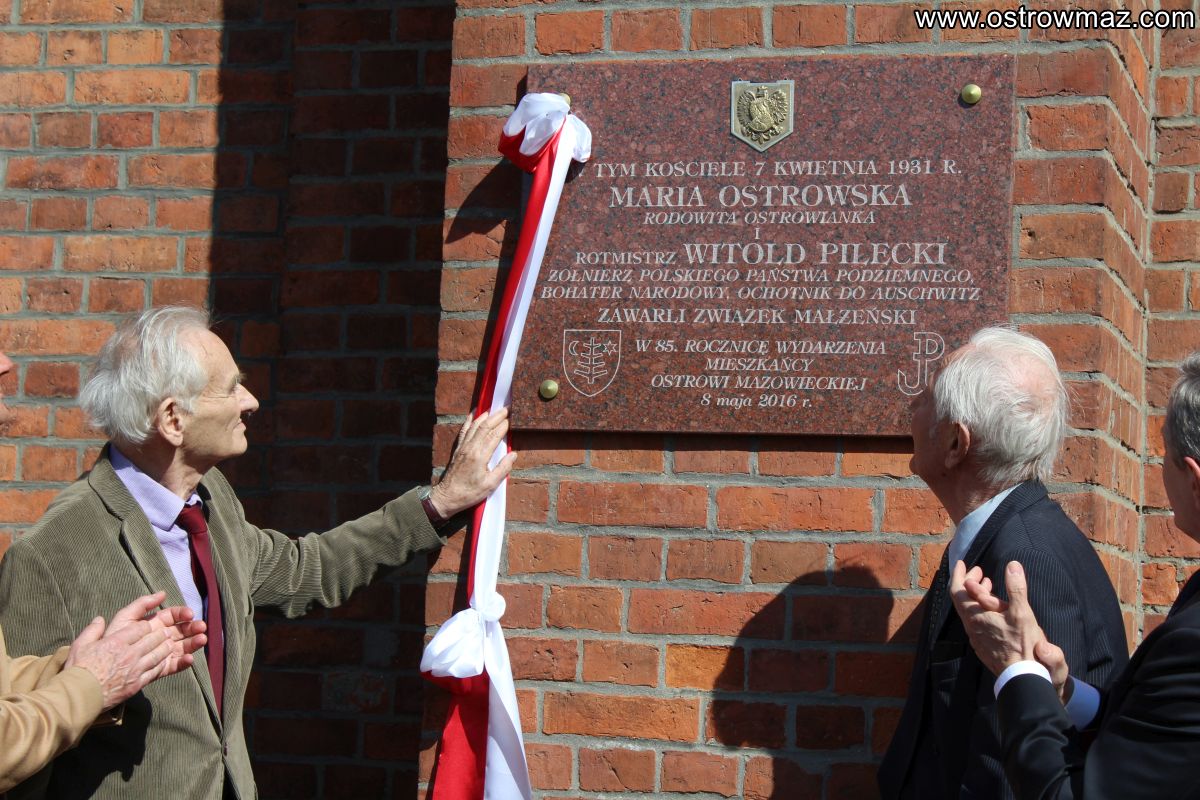 www.ostrowmaz.com
TYM KOŚCIELE 7 KWIETNIA 1931 R.
MARIA OSTROWSKA
RODOWITA OSTROWIANKA
I
ROTMISTRZ WITOLD PILECKI
ŻOŁNIERZ POLSKIEGO PAŃSTWA PODZIEMNEGO,
BOHATER NARODOWY, OCHOTNIK DO AUSCHWITZ
ZAWARLI ZWIĄZEK MAŁŻEŃSKI
W 85. ROCZNICĘ WYDARZENIA
MIESZKAŃCY
OSTROWI MAZOWIECKIEJ
8 maja 2016 r.